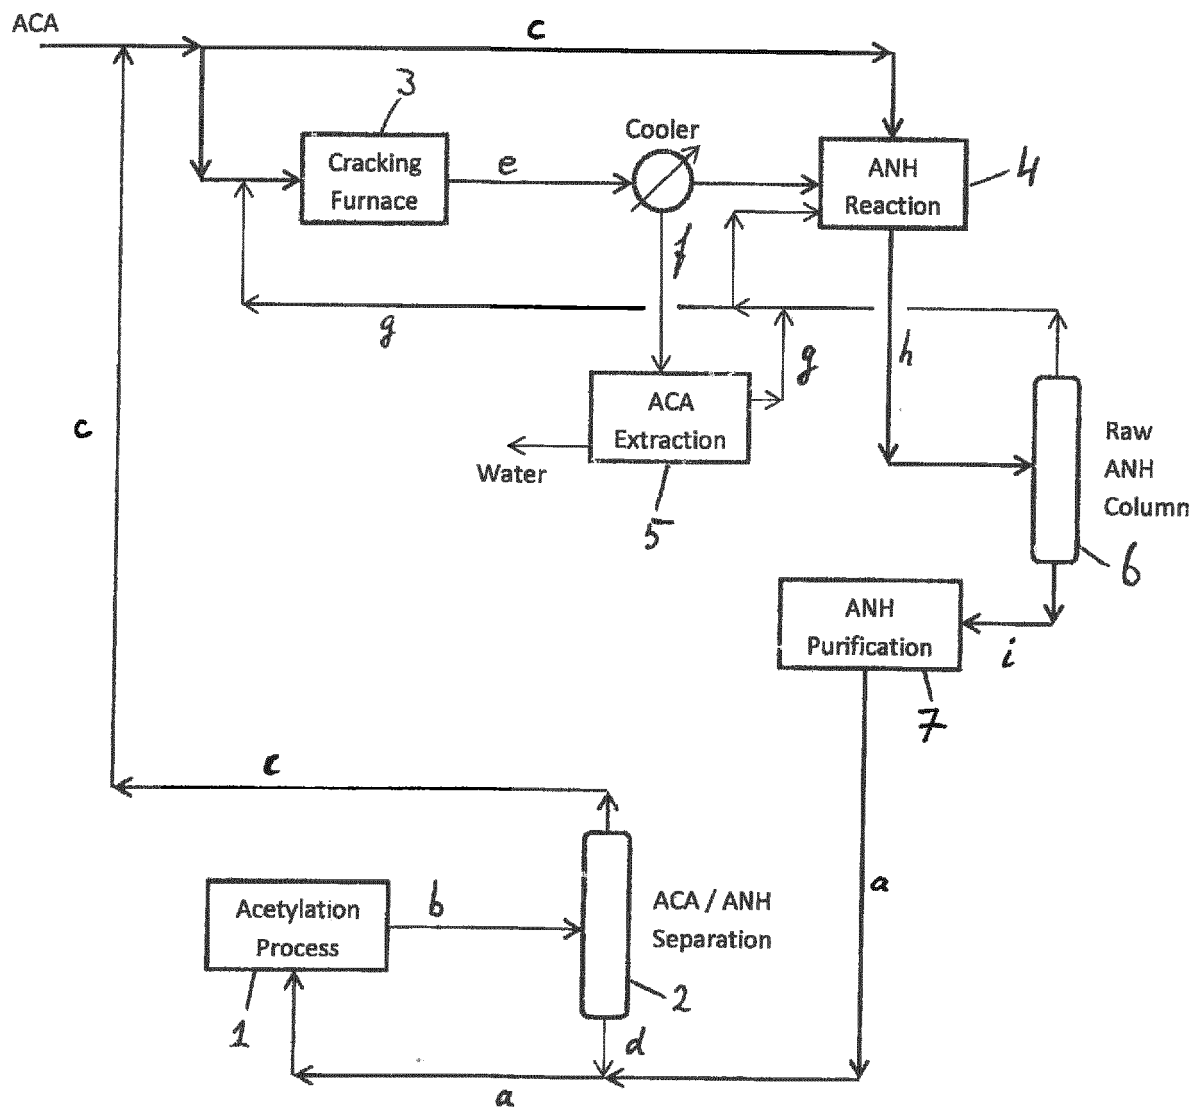 ACA
c
3
Cooler
Cracking
Furnace
e
ANH
Reaction
4
f
g
g
h
ACA
Extraction
Water
5
c
Raw
ANH
Column
6
ANH
Purification
i
7
c
a
Acetylation
Process
b
ACA / ANH
Separation
1
2
d
a